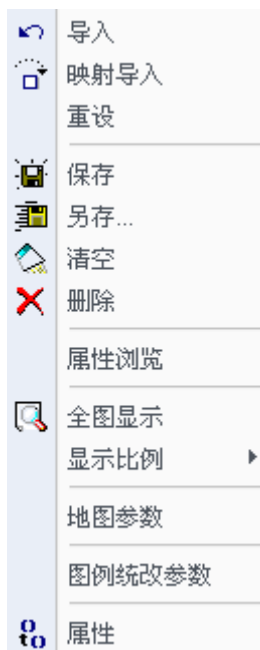 导入
映射导入
重设
保存
另存...
清空
删除
属性浏览
全图显示
显示比例
地图参数
图例统改参数
属性